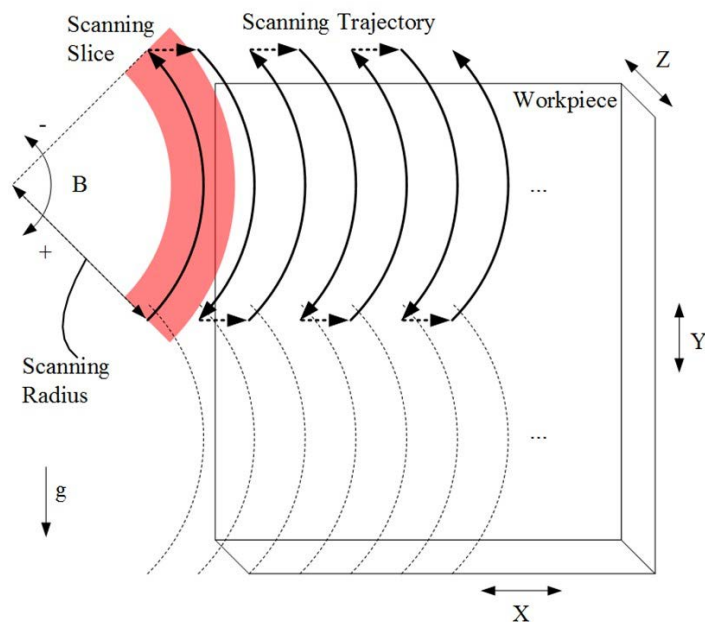 Scanning
Slice
Scanning Trajectory
Z
Workpiece
-
B
...
+
Scanning
Radius
Y
...
g
X